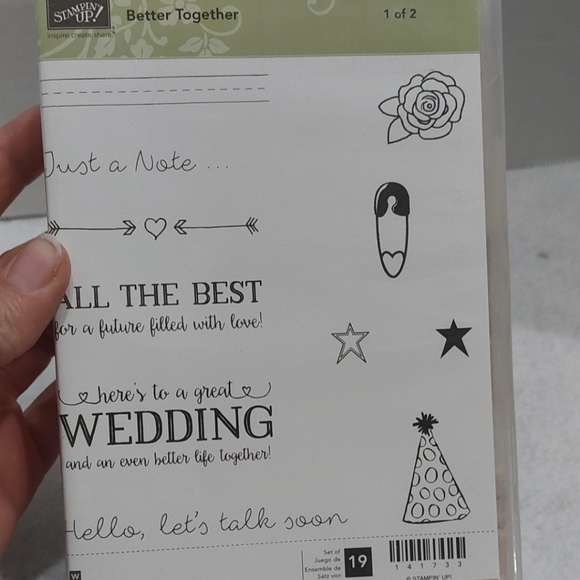 STAMPIN' UP!
inspire. create. share.
Better Together
1 of 2
Just a Note ...
ALL THE BEST
for a future filled with love!
here's to a great
WEDDING
and an even better life together!
Hello, let's talk soon
W
Set of
Juego de
Ensemble de
Satz von
19
141733
© STAMPIN' UP!